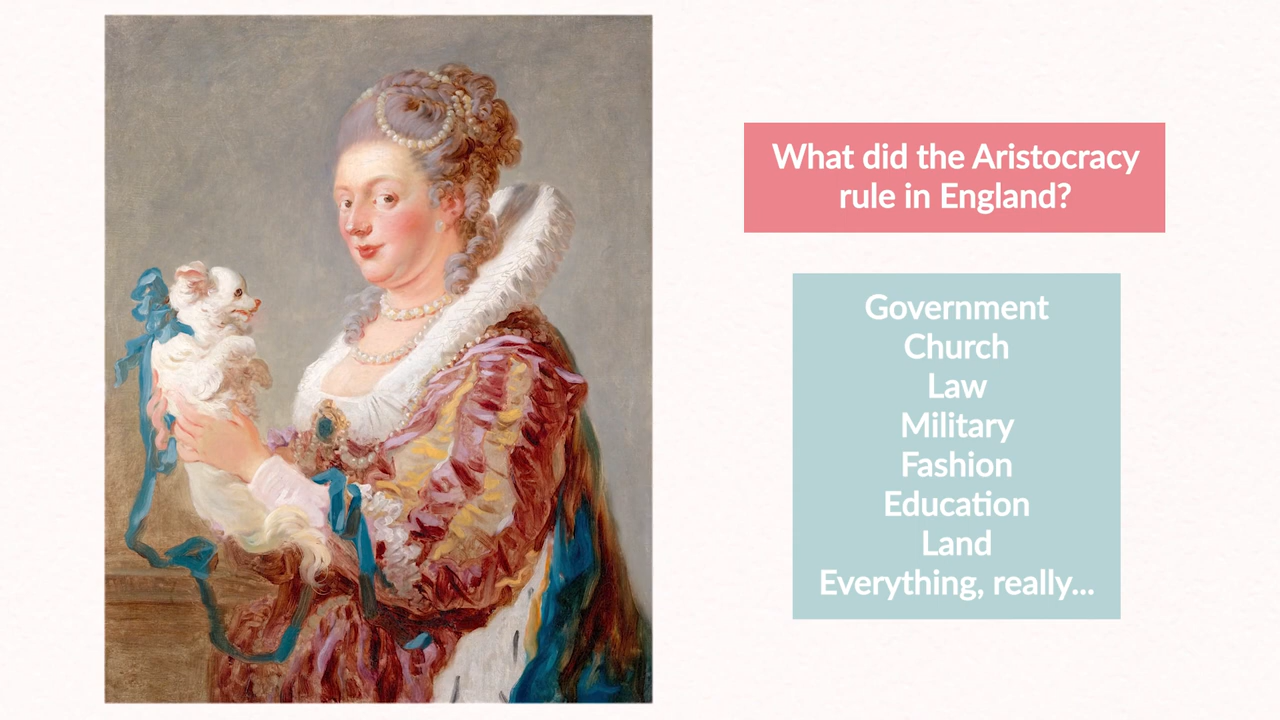 What did the Aristocracy
rule in England?
Government
Church
Law
Military
Fashion
Education
Land
Everything, really...